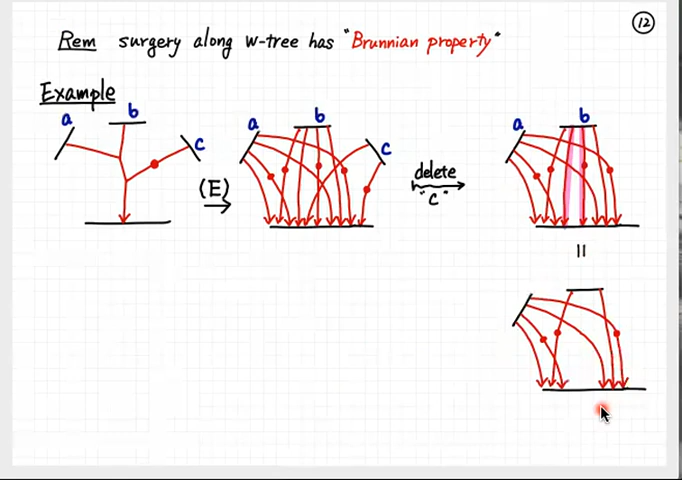 12
Rem surgery along w-tree has "Brunnian property"
Example
a b c
(E)
a b c
delete
"c"
a b
=